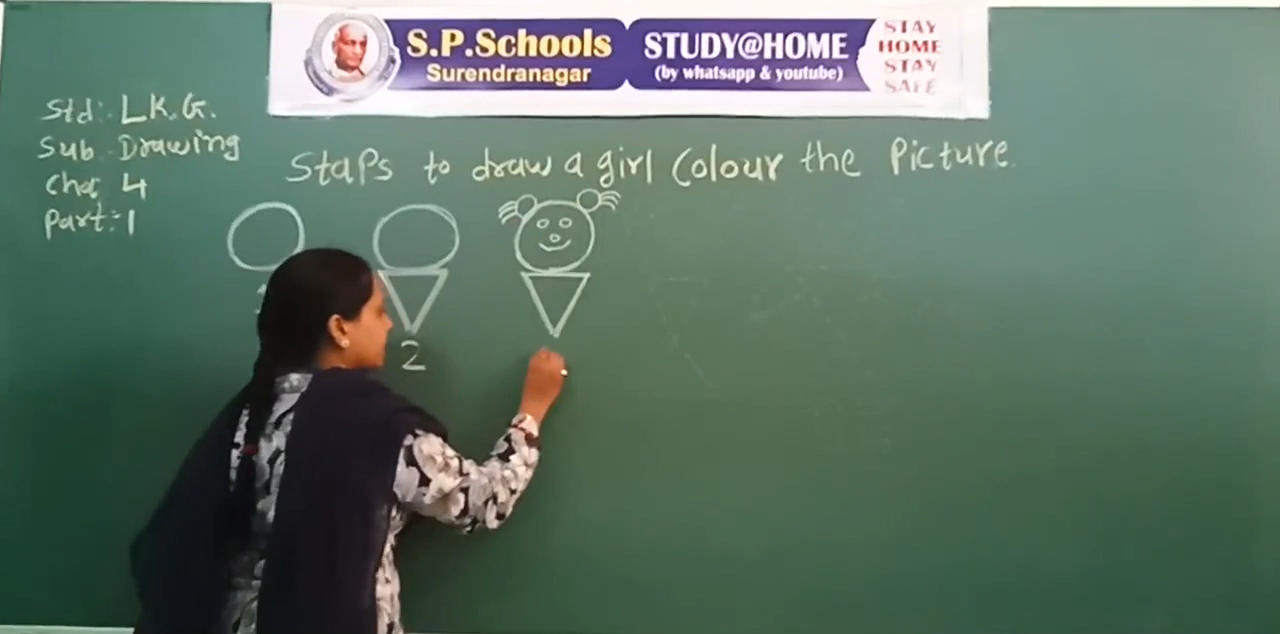 S.P.Schools
Surendranagar
STUDY@HOME
(by whatsapp & youtube)
STAY
HOME
STAY
SAFE
Std: L.K.G.
Sub Drawing
Cha; 4
Part:-1
Staps to draw a girl Colour the Picture.
2